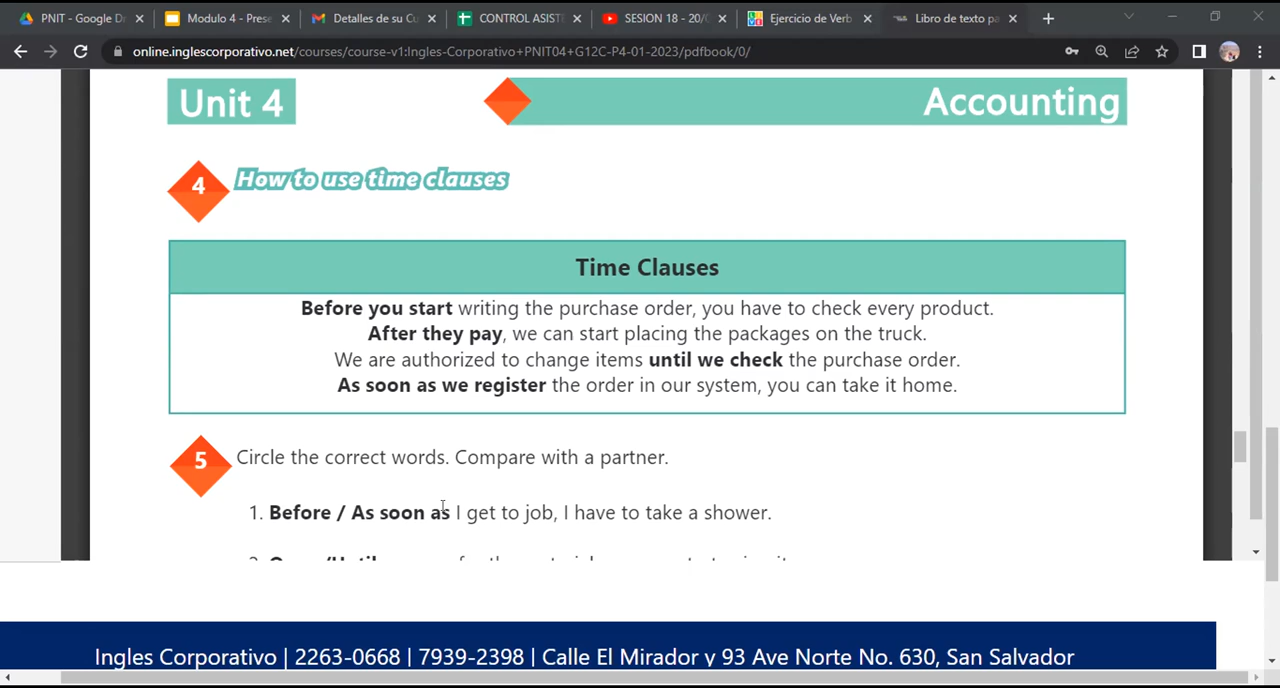 PNIT - Google Dr
Modulo 4 - Prese
Detalles de su Cu
CONTROL ASIST
SESION 18 - 20/
Ejercicio de Verb
Libro de texto pa
online.inglescorporativo.net/courses/course-v1:Ingles-Corporativo+PNIT04+G12C-P4-01-2023/pdfbook/0/
Unit 4
Accounting
4
How to use time clauses
Time Clauses
Before you start writing the purchase order, you have to check every product.
After they pay, we can start placing the packages on the truck.
We are authorized to change items until we check the purchase order.
As soon as we register the order in our system, you can take it home.
5
Circle the correct words. Compare with a partner.
1. Before / As soon as I get to job, I have to take a shower.
Ingles Corporativo | 2263-0668 | 7939-2398 | Calle El Mirador y 93 Ave Norte No. 630, San Salvador